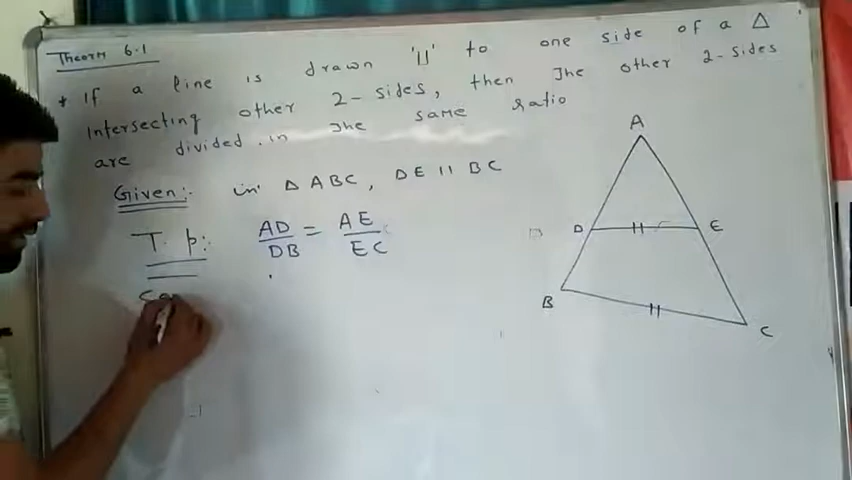 Theorm 6.1
* If a line is drawn '||' to one side of a Δ
intersecting other 2-sides, then The other 2-sides
are divided in The same ratio
Given:- in Δ ABC, DE || BC
T.p:- AD/DB = AE/EC
Co
A
D E
B
C